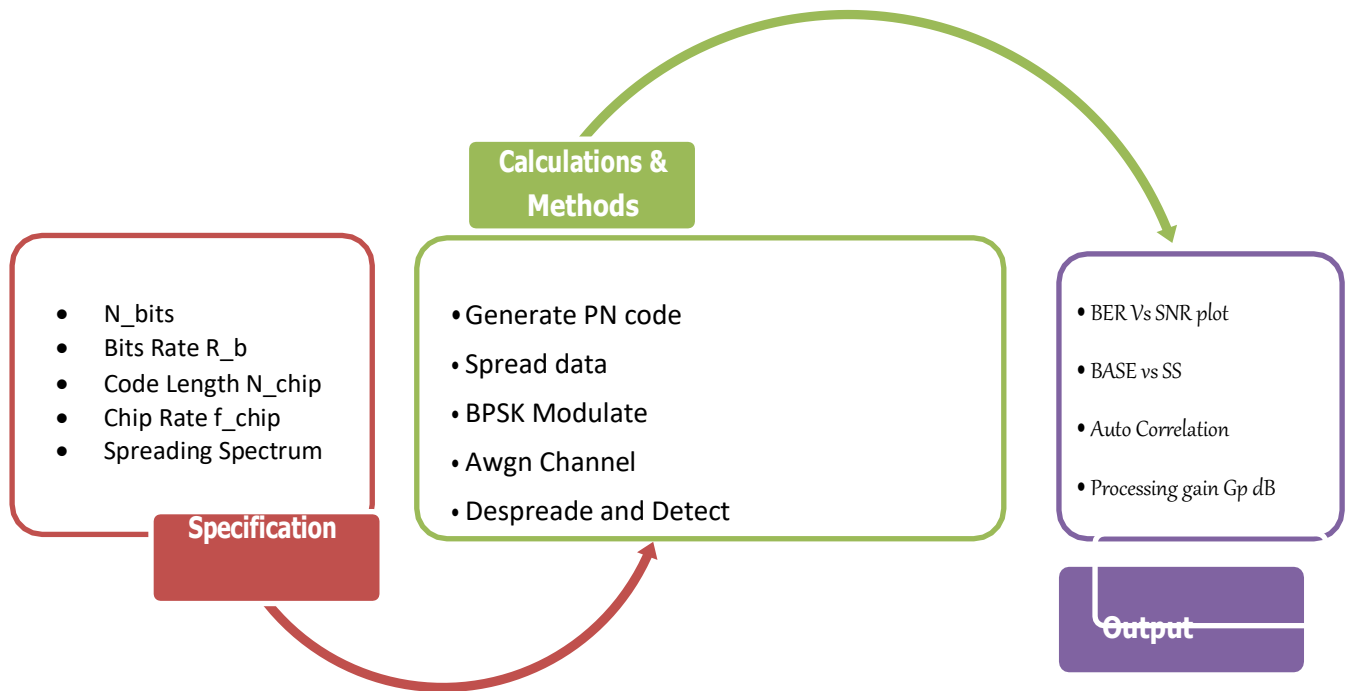 • N_bits
• Bits Rate R_b
• Code Length N_chip
• Chip Rate f_chip
• Spreading Spectrum
Specification
Calculations &
Methods
• Generate PN code
• Spread data
• BPSK Modulate
• Awgn Channel
• Despreade and Detect
• BER Vs SNR plot
• BASE vs SS
• Auto Correlation
• Processing gain Gp dB
Output